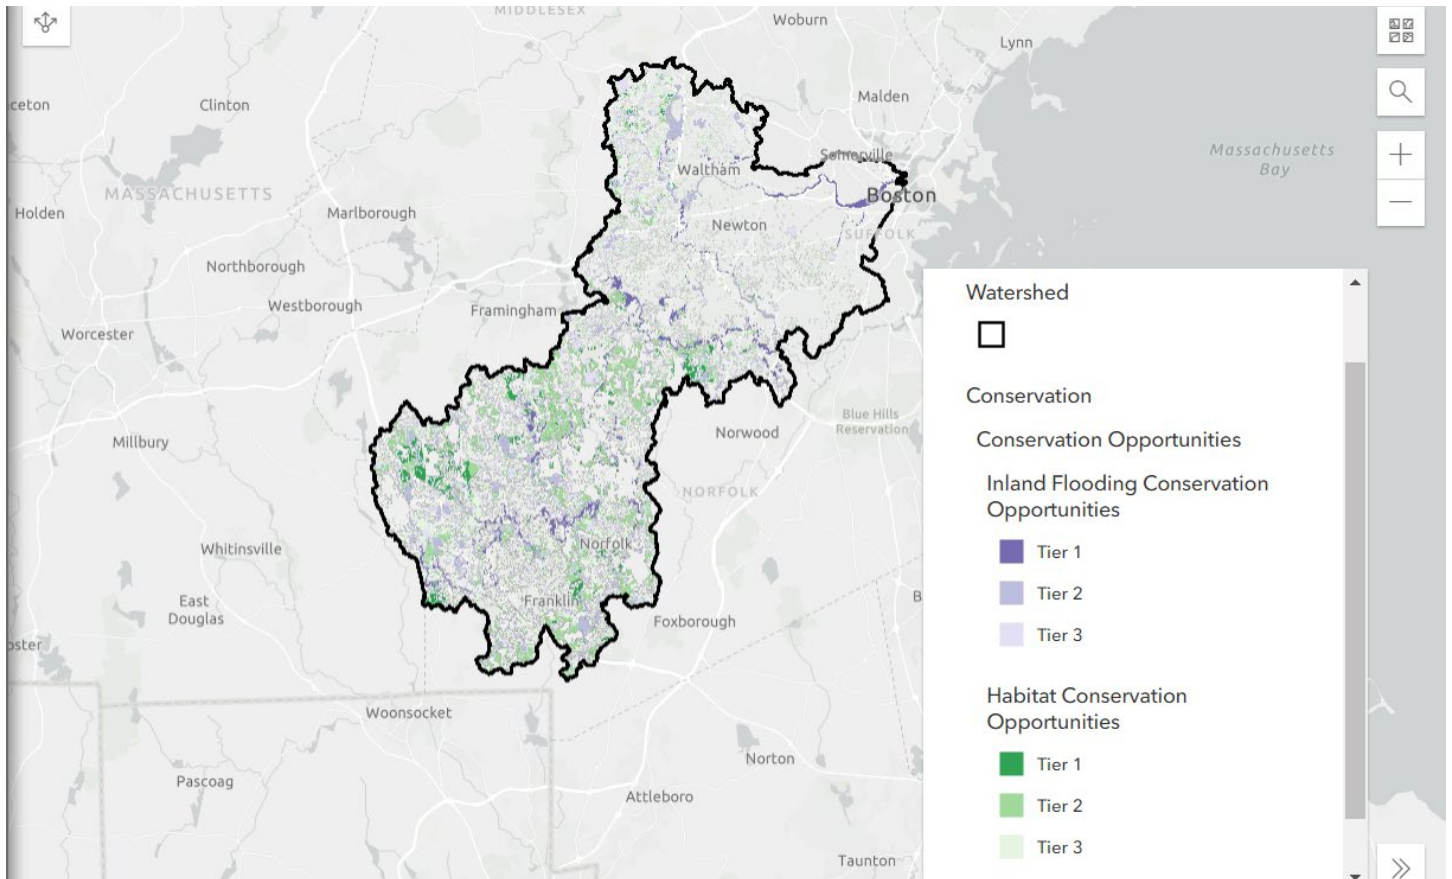 MIDDLESEX
Woburn
Lynn
ceton
Clinton
Malden
Somerville
Massachusetts
Bay
Waltham
MASSACHUSETTS
Boston
Holden
Marlborough
Newton
SUFFOLK
Northborough
Westborough
Framingham
Worcester
Millbury
Blue Hills
Reservation
Norwood
NORFOLK
Whitinsville
Norfolk
East
Douglas
Franklin
Foxborough
B
oster
Woonsocket
Pascoag
Norton
Attleboro
Taunton
Watershed
Conservation
Conservation Opportunities
Inland Flooding Conservation
Opportunities
Tier 1
Tier 2
Tier 3
Habitat Conservation
Opportunities
Tier 1
Tier 2
Tier 3